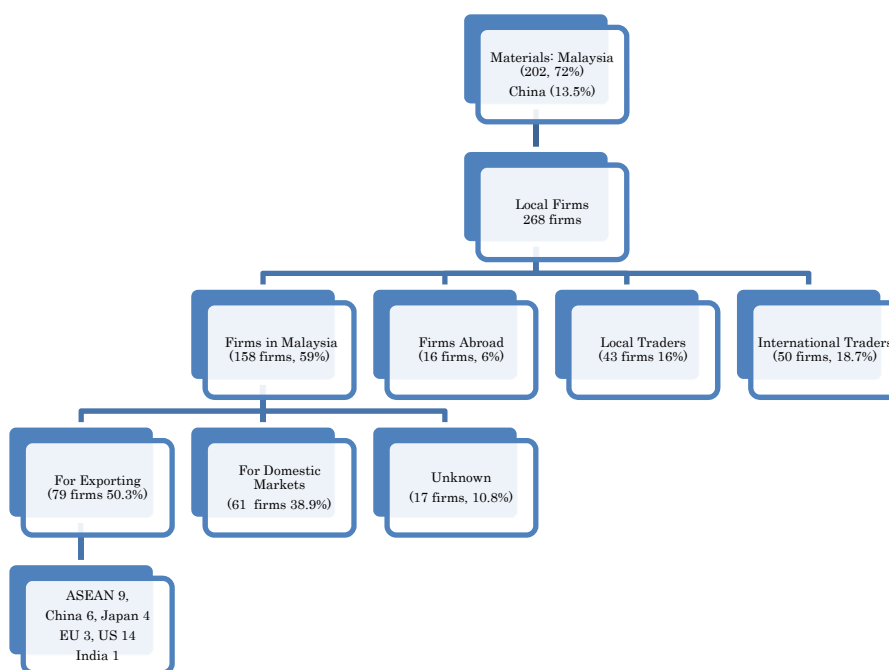 Materials: Malaysia
(202, 72%)
China (13.5%)
Local Firms
268 firms
Firms in Malaysia
(158 firms, 59%)
Firms Abroad
(16 firms, 6%)
Local Traders
(43 firms 16%)
International Traders
(50 firms, 18.7%)
For Exporting
(79 firms 50.3%)
For Domestic
Markets
(61 firms 38.9%)
Unknown
(17 firms, 10.8%)
ASEAN 9,
China 6, Japan 4
EU 3, US 14
India 1